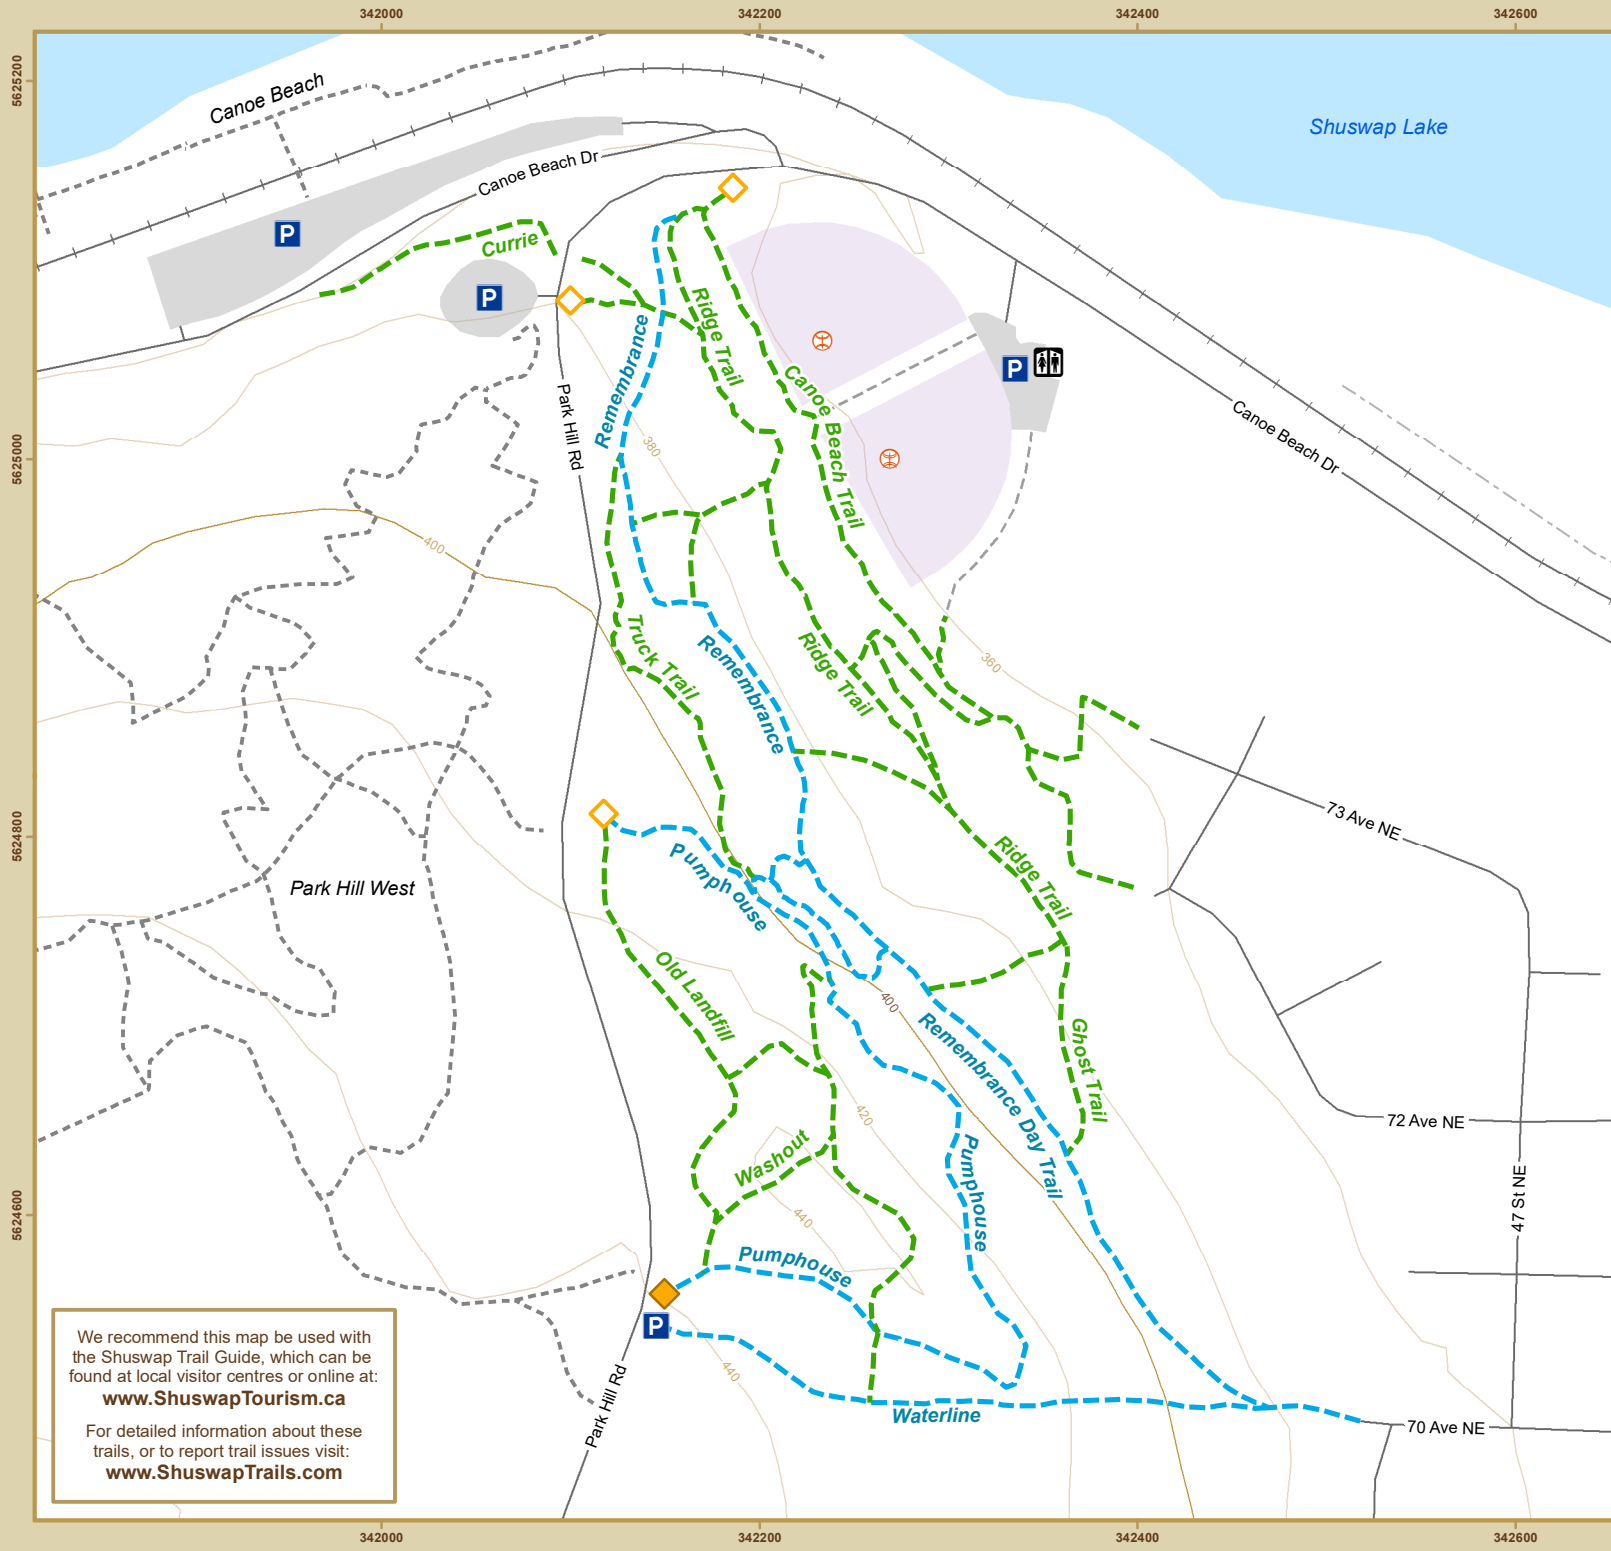 342000
342200
342400
342600
5625200
Canoe Beach
Shuswap Lake
Canoe Beach Dr
P
Currie
P
Ridge Trail
Remembrance
P
Canoe Beach Trail
Park Hill Rd
380
Canoe Beach Dr
5625000
400
Truck Trail
Remembrance
Ridge Trail
360
5624800
73 Ave NE
Pumphouse
Ridge Trail
Park Hill West
Old Landfill
400
Remembrance Day Trail
Ghost Trail
420
72 Ave NE
Washout
Pumphouse
47 St NE
5624600
440
Pumphouse
P
440
Park Hill Rd
Waterline
70 Ave NE
We recommend this map be used with
the Shuswap Trail Guide, which can be
found at local visitor centres or online at:
www.ShuswapTourism.ca
For detailed information about these
trails, or to report trail issues visit:
www.ShuswapTrails.com
342000
342200
342400
342600